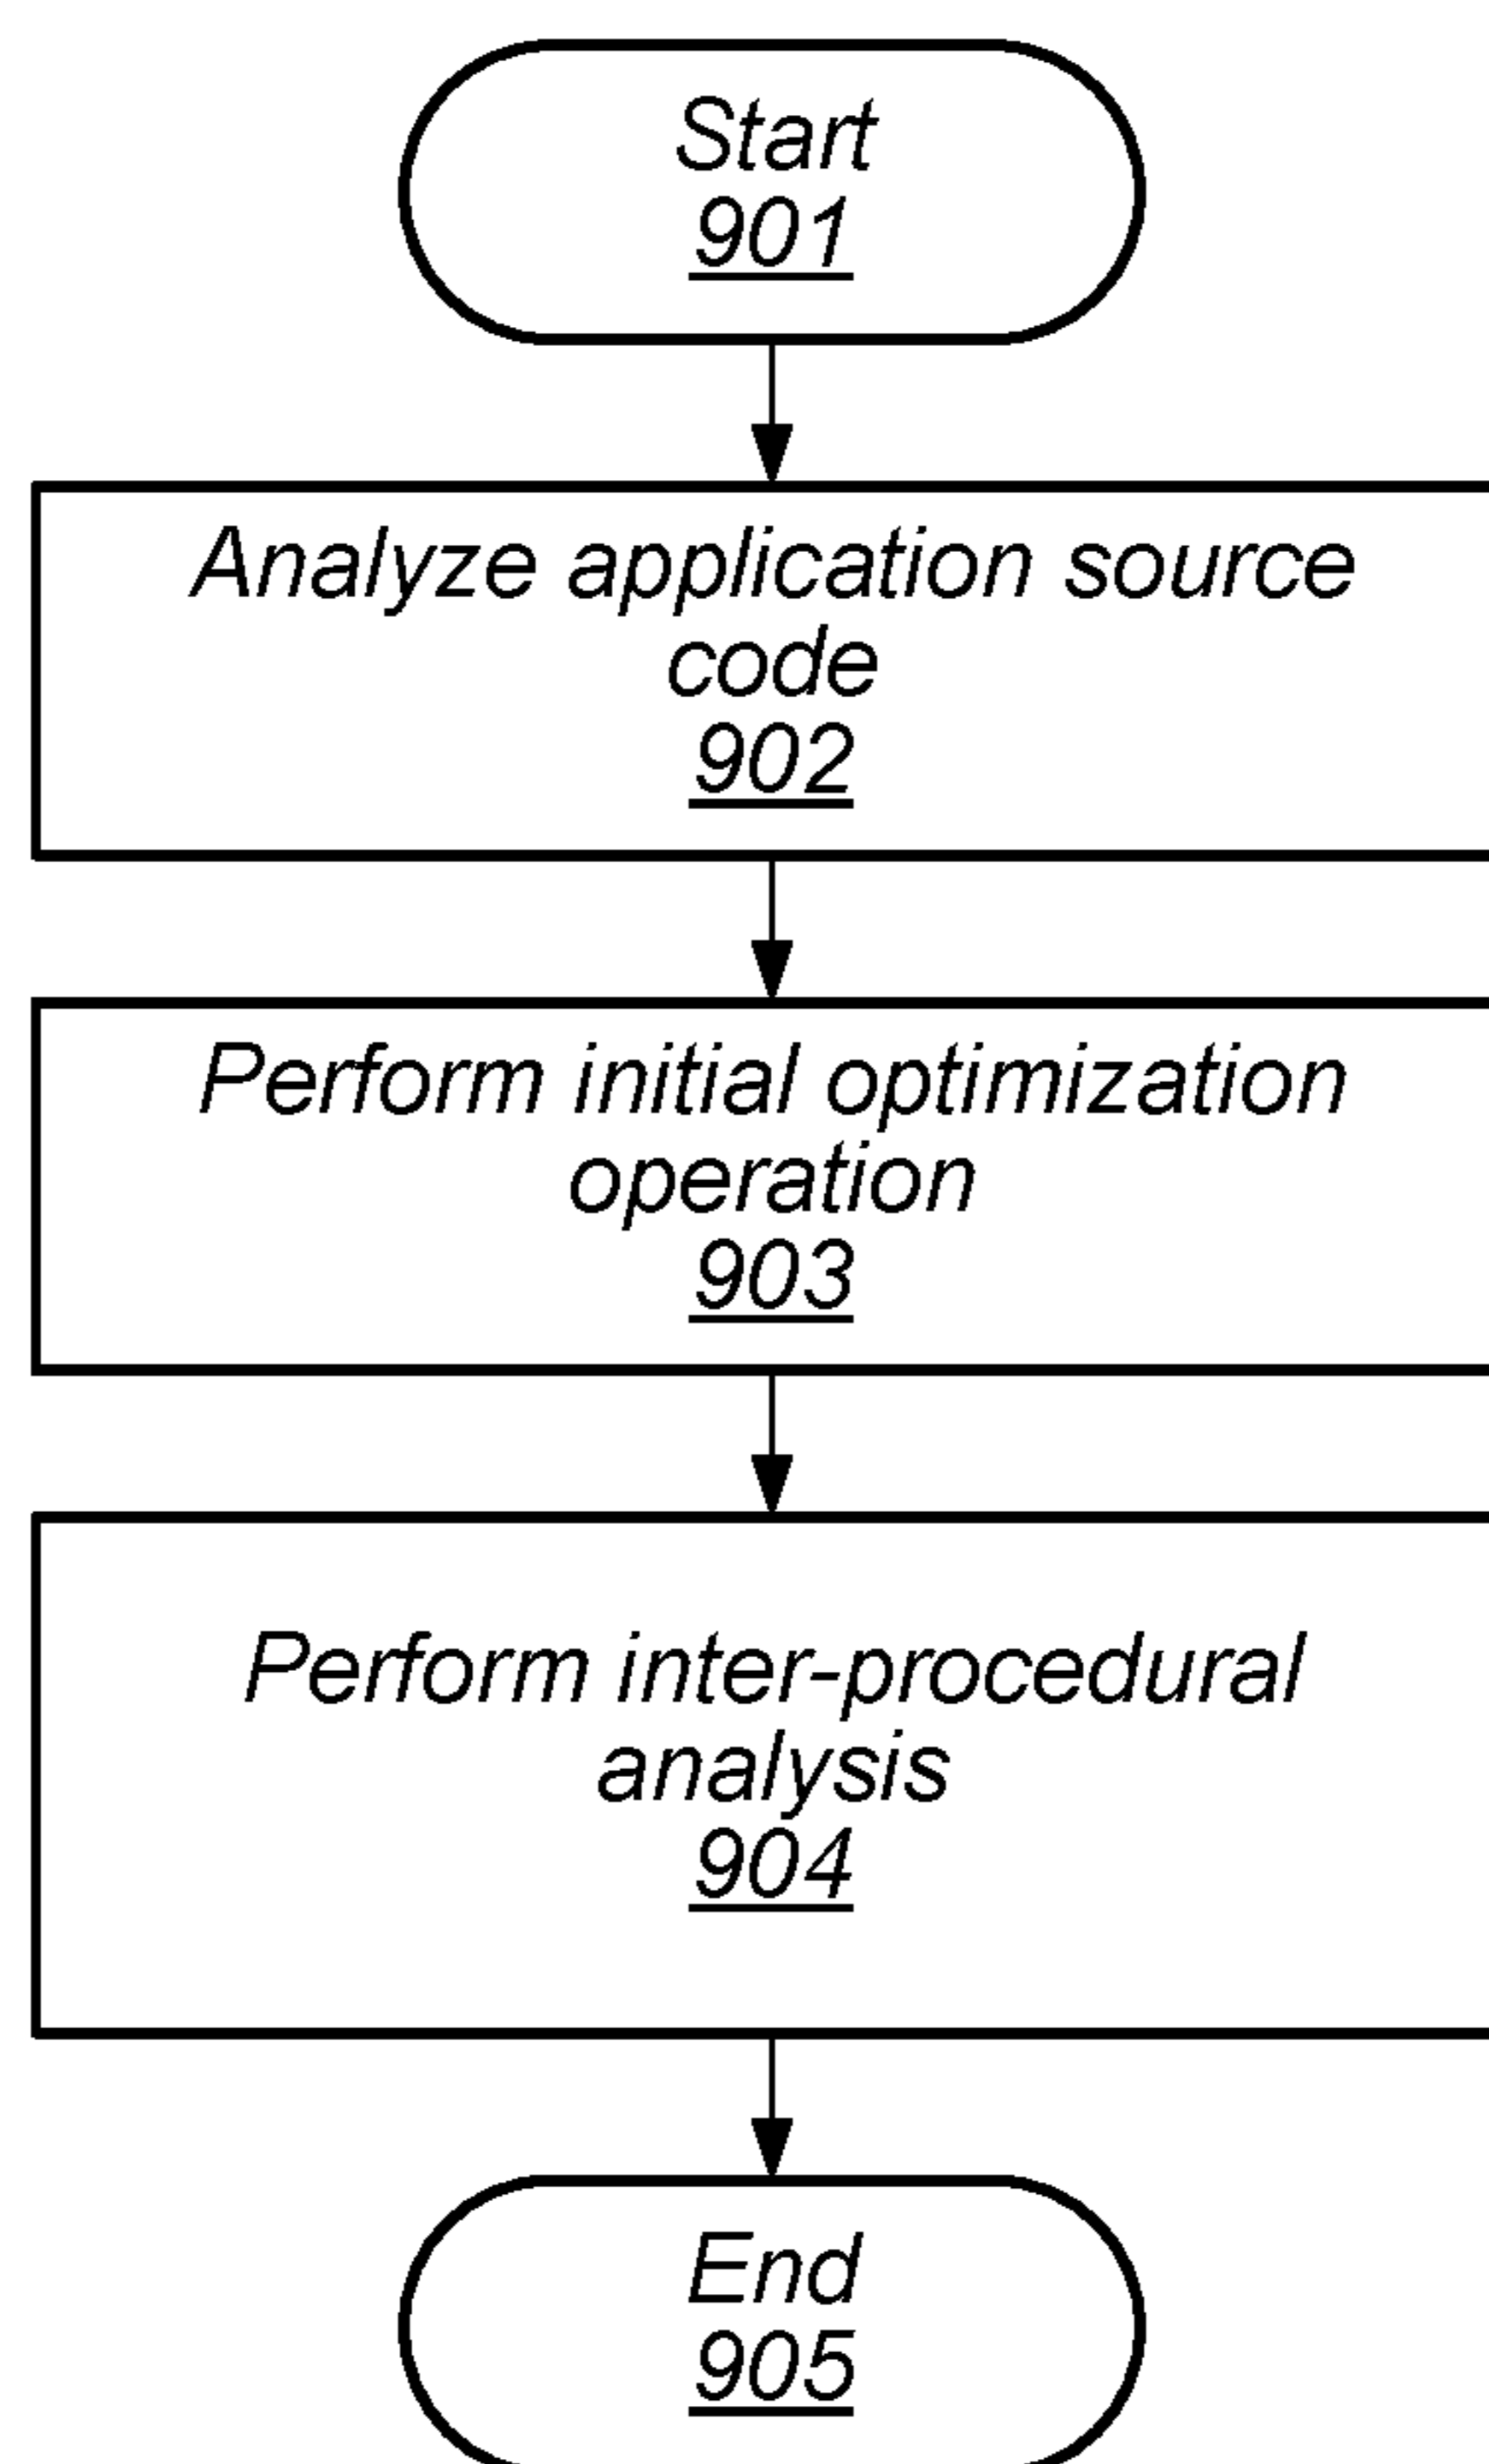 Start
901
Analyze application source
code
902
Perform initial optimization
operation
903
Perform inter-procedural
analysis
904
End
905